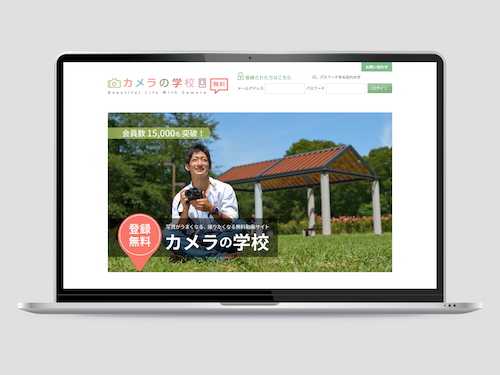 カメラの学校
無料
Beautiful Life With Camera
お問い合わせ
登録された方はこちら
ID、パスワードをお忘れの方
メールアドレス
パスワード
ログイン
会員数 15,000名 突破！
登録
無料
写真がうまくなる、撮りたくなる無料動画サイト
カメラの学校